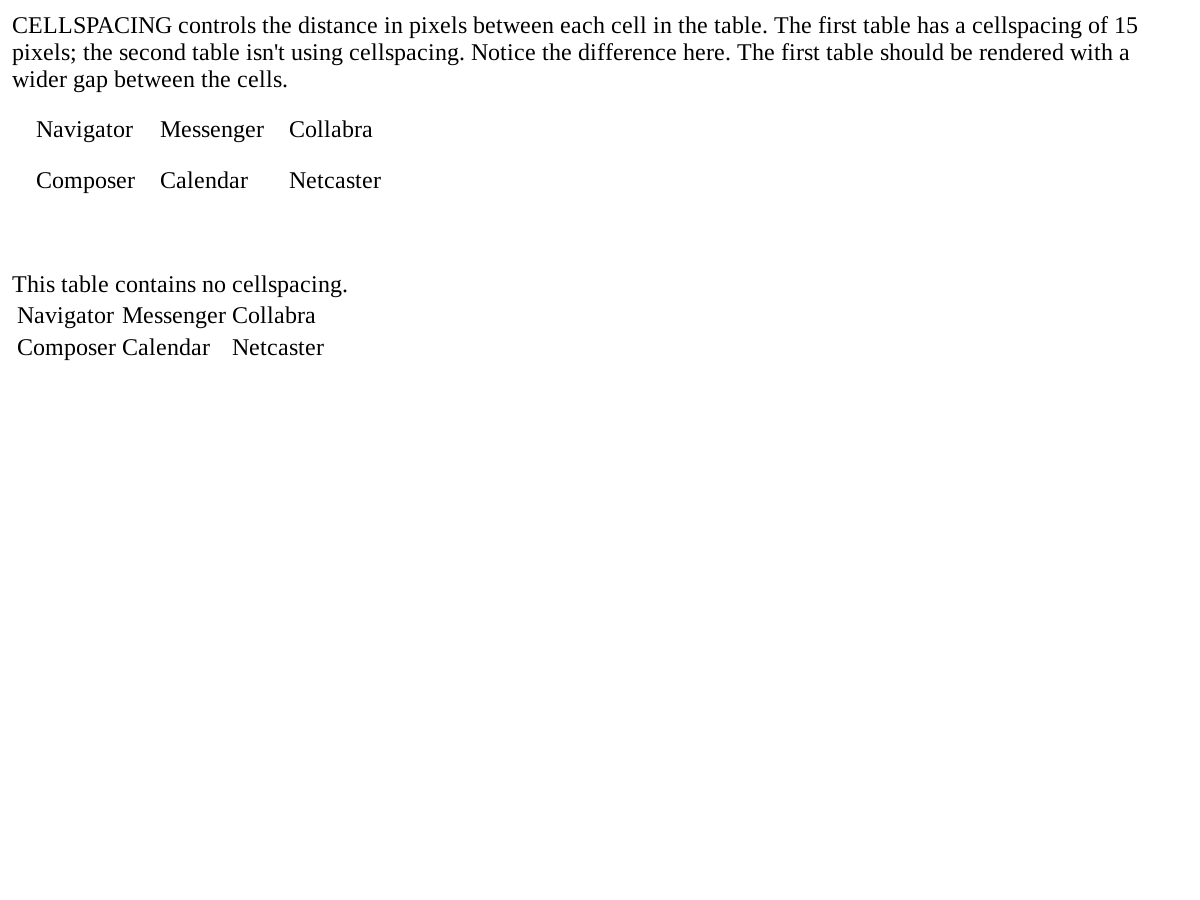 CELLSPACING controls the distance in pixels between each cell in the table. The first table has a cellspacing of 15
pixels; the second table isn't using cellspacing. Notice the difference here. The first table should be rendered with a
wider gap between the cells.
Navigator Messenger Collabra
Composer Calendar Netcaster
This table contains no cellspacing.
Navigator Messenger Collabra
Composer Calendar Netcaster